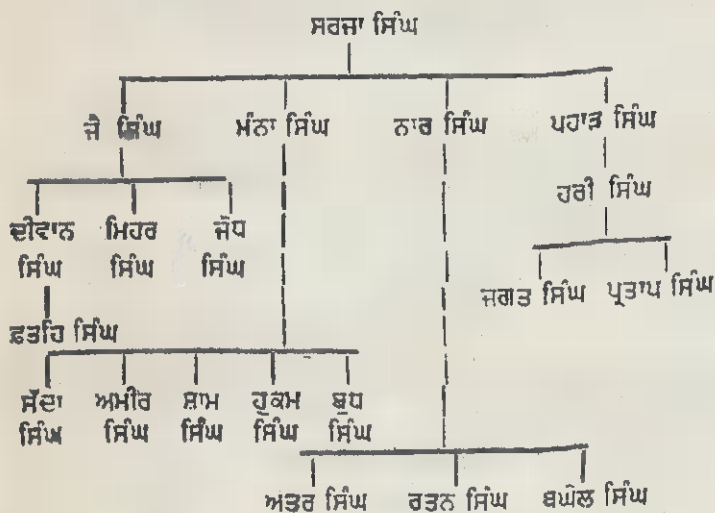 ਸਰਜਾ ਸਿੰਘ
ਜੈ ਸਿੰਘ ਮੰਨਾ ਸਿੰਘ ਨਾਰ ਸਿੰਘ ਪਹਾੜ ਸਿੰਘ
ਹਰੀ ਸਿੰਘ
ਦੀਵਾਨ ਮਿਹਰ ਜੋਧ
ਸਿੰਘ ਸਿੰਘ ਸਿੰਘ
ਜਗਤ ਸਿੰਘ ਪ੍ਰਤਾਪ ਸਿੰਘ
ਫ਼ਤਹਿ ਸਿੰਘ
ਸੱਦਾ ਅਮੀਰ ਸ਼ਾਮ ਹੁਕਮ ਬੁਧ
ਸਿੰਘ ਸਿੰਘ ਸਿੰਘ ਸਿੰਘ ਸਿੰਘ
ਅਤਰ ਸਿੰਘ ਰਤਨ ਸਿੰਘ ਬਘੇਲ ਸਿੰਘ